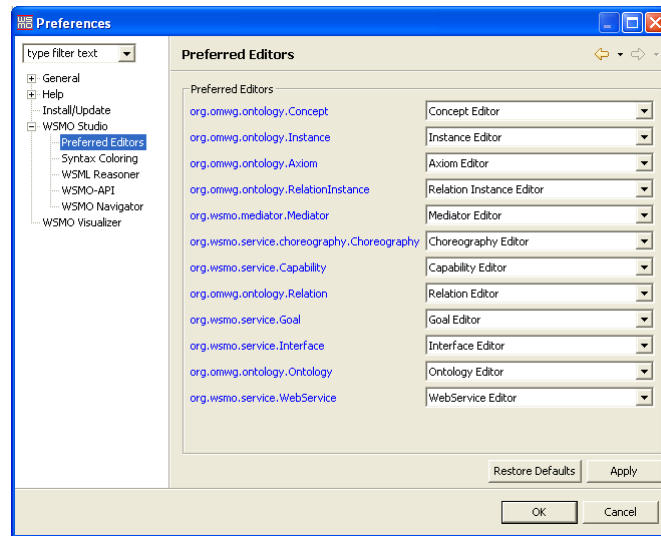 WS Preferences
type filter text
Preferred Editors
General
Help
Install/Update
WSMO Studio
Preferred Editors
Syntax Coloring
WSML Reasoner
WSMO-API
WSMO Navigator
WSMO Visualizer
Preferred Editors
org.omwg.ontology.Concept Concept Editor
org.omwg.ontology.Instance Instance Editor
org.omwg.ontology.Axiom Axiom Editor
org.omwg.ontology.RelationInstance Relation Instance Editor
org.wsmo.mediator.Mediator Mediator Editor
org.wsmo.service.choreography.Choreography Choreography Editor
org.wsmo.service.Capability Capability Editor
org.omwg.ontology.Relation Relation Editor
org.wsmo.service.Goal Goal Editor
org.wsmo.service.Interface Interface Editor
org.omwg.ontology.Ontology Ontology Editor
org.wsmo.service.WebService WebService Editor
Restore Defaults Apply
OK Cancel